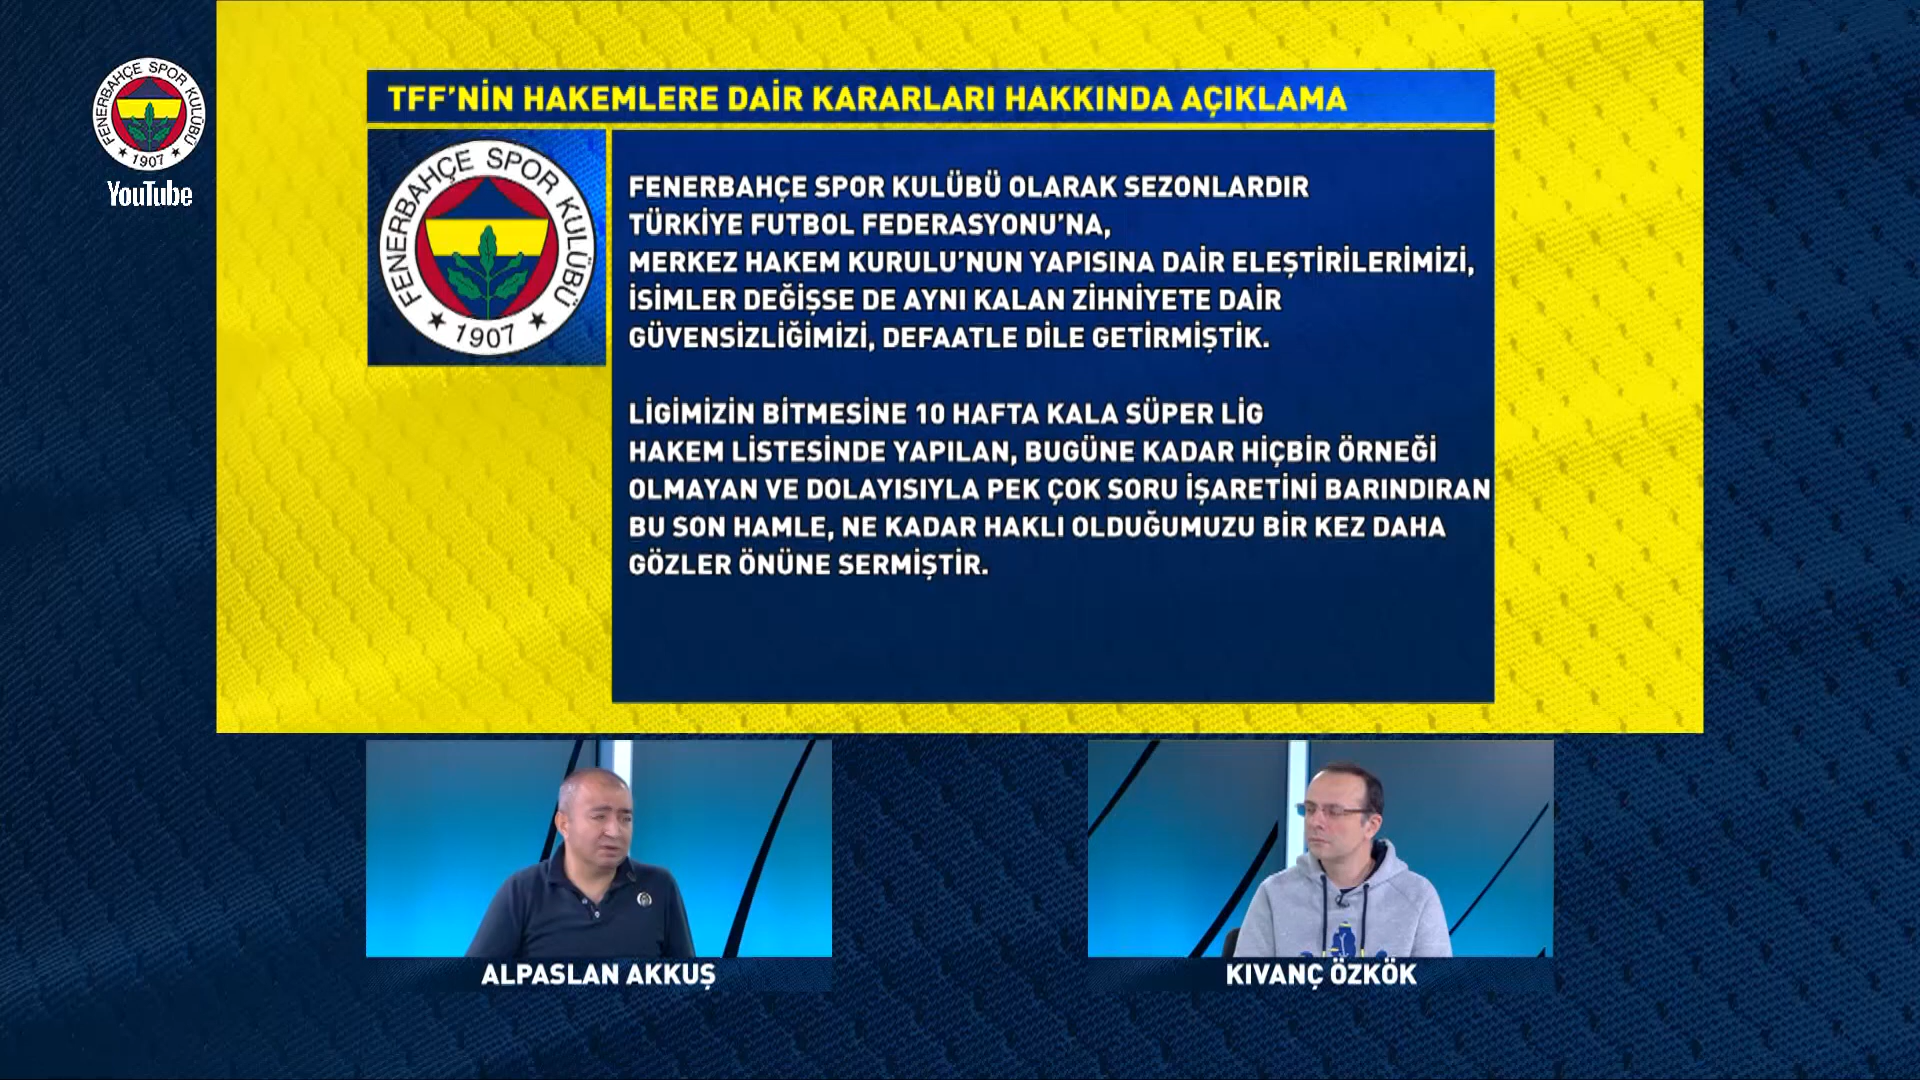 FENERBAHÇE SPOR KULÜBÜ
1907
YouTube
TFF'NİN HAKEMLERE DAİR KARARLARI HAKKINDA AÇIKLAMA
FENERBAHÇE SPOR KULÜBÜ
1907
FENERBAHÇE SPOR KULÜBÜ OLARAK SEZONLARDIR
TÜRKİYE FUTBOL FEDERASYONU'NA,
MERKEZ HAKEM KURULU'NUN YAPISINA DAİR ELEŞTİRİLERİMİZİ,
İSİMLER DEĞİŞSE DE AYNI KALAN ZİHNİYETE DAİR
GÜVENSİZLİĞİMİZİ, DEFAATLE DİLE GETİRMİŞTİK.
LİGİMİZİN BİTMESİNE 10 HAFTA KALA SÜPER LİG
HAKEM LİSTESİNDE YAPILAN, BUGÜNE KADAR HİÇBİR ÖRNEĞİ
OLMAYAN VE DOLAYISIYLA PEK ÇOK SORU İŞARETİNİ BARINDIRAN
BU SON HAMLE, NE KADAR HAKLI OLDUĞUMUZU BİR KEZ DAHA
GÖZLER ÖNÜNE SERMİŞTİR.
ALPASLAN AKKUŞ
KIVANÇ ÖZKÖK